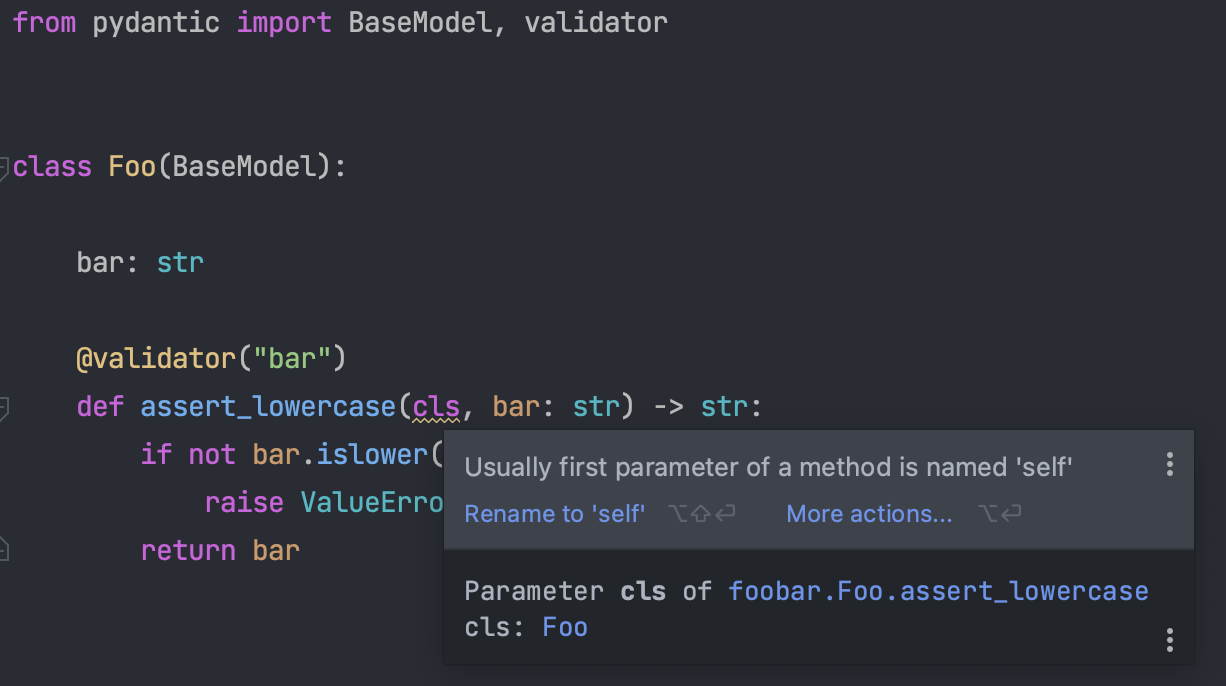 from pydantic import BaseModel, validator
class Foo(BaseModel):
bar: str
@validator("bar")
def assert_lowercase(cls, bar: str) -> str:
if not bar.islower(
raise ValueErro
return bar
Usually first parameter of a method is named 'self'
Rename to 'self' ⌥⇧⏎ More actions... ⌥⏎
Parameter cls of foobar.Foo.assert_lowercase
cls: Foo